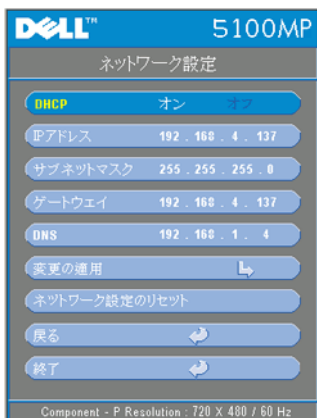 DELL™ 5100MP
ネットワーク設定
DHCP オン オフ
IPアドレス 192 . 168 . 4 . 137
サブネットマスク 255 . 255 . 255 . 0
ゲートウェイ 192 . 168 . 4 . 137
DNS 192 . 168 . 1 . 4
変更の適用
ネットワーク設定のリセット
戻る
終了
Component - P Resolution : 720 X 480 / 60 Hz